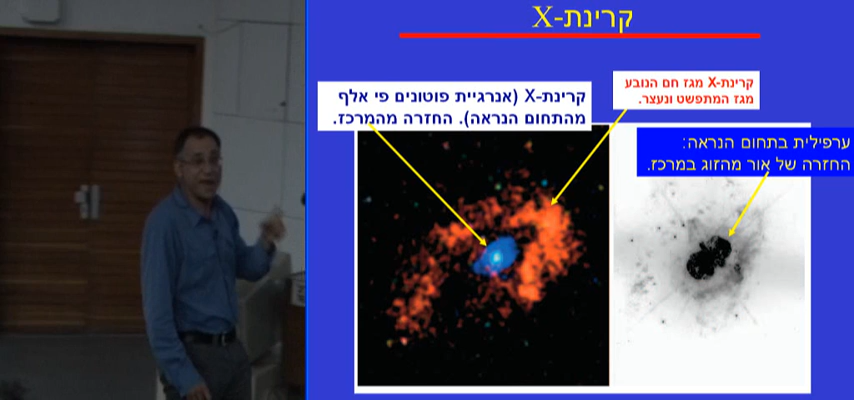 קרינת-X
קרינת-X מגז חם הנובע
מגז המתפשט ונעצר.
קרינת-X (אנרגיית פוטונים פי אלף
מהתחום הנראה). החזרה מהמרכז.
ערפילית בתחום הנראה:
החזרה של אור מהזוג במרכז.